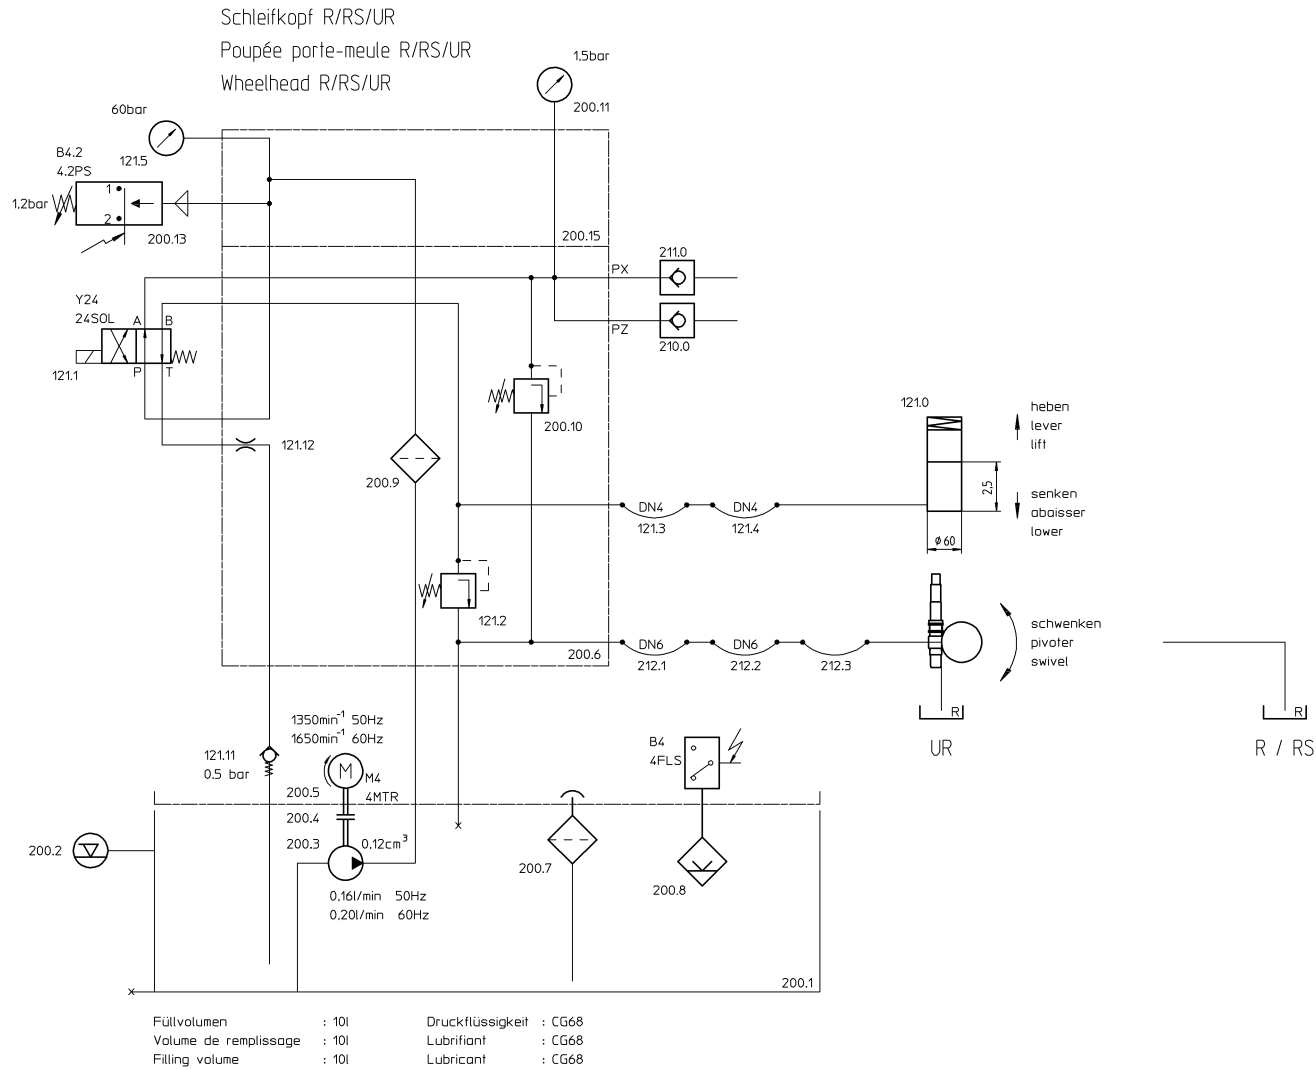 Schleifkopf R/RS/UR
Poupée porte-meule R/RS/UR
Wheelhead R/RS/UR
1,5bar
200.11
60bar
121.5
B4.2
4.2PS
1
2
1,2bar
200.13
200.15
PX
211.0
PZ
210.0
Y24
24SOL
A B
P T
121.1
200.10
121.12
200.9
DN4 DN4
121.3 121.4
121.0
2,5
ø60
heben
lever
lift
senken
abaisser
lower
121.2
200.6
DN6 DN6
212.1 212.2 212.3
schwenken
pivoter
swivel
R
UR
R
R / RS
1350min-1 50Hz
1650min-1 60Hz
M
M4
4MTR
200.5
200.4
200.3
0.12cm3
0,16l/min 50Hz
0,20l/min 60Hz
121.11
0.5 bar
200.2
200.7
B4
4FLS
200.8
200.1
Füllvolumen : 10l Druckflüssigkeit : CG68
Volume de remplissage : 10l Lubrifiant : CG68
Filling volume : 10l Lubricant : CG68